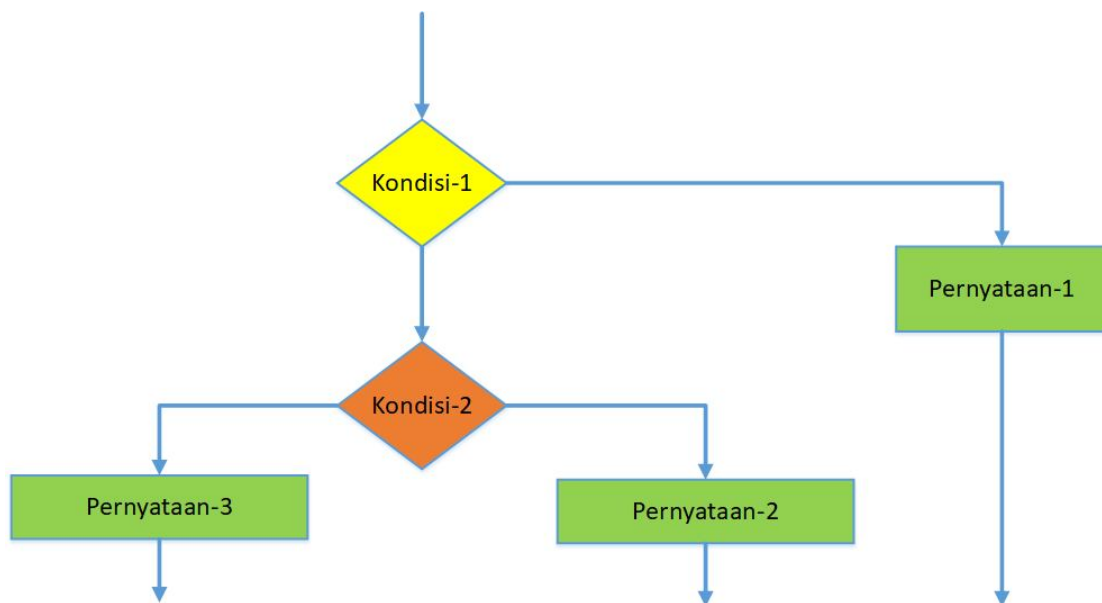 Kondisi-1
Pernyataan-1
Kondisi-2
Pernyataan-3
Pernyataan-2